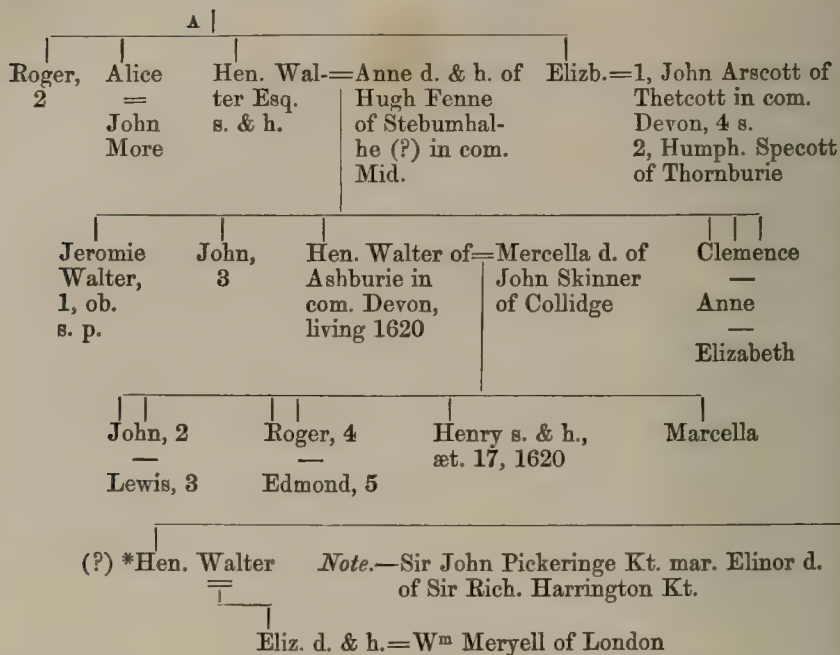 A
Roger,
2
Alice
=
John
More
Hen. Wal-=Anne d. & h. of
ter Esq.
s. & h.
Hugh Fenne
of Stebumhal-
he (?) in com.
Mid.
Elizb.=1, John Arscott of
Thetcott in com.
Devon, 4 s.
2, Humph. Specott
of Thornburie
Jeromie
Walter,
1, ob.
s. p.
John,
3
Hen. Walter of=Mercella d. of
Ashburie in
com. Devon,
living 1620
John Skinner
of Collidge
Clemence
—
Anne
—
Elizabeth
John, 2
—
Lewis, 3
Roger, 4
—
Edmond, 5
Henry s. & h.,
æt. 17, 1620
Marcella
(?) *Hen. Walter
=
Note.—Sir John Pickeringe Kt. mar. Elinor d.
of Sir Rich. Harrington Kt.
Eliz. d. & h.=Wm Meryell of London